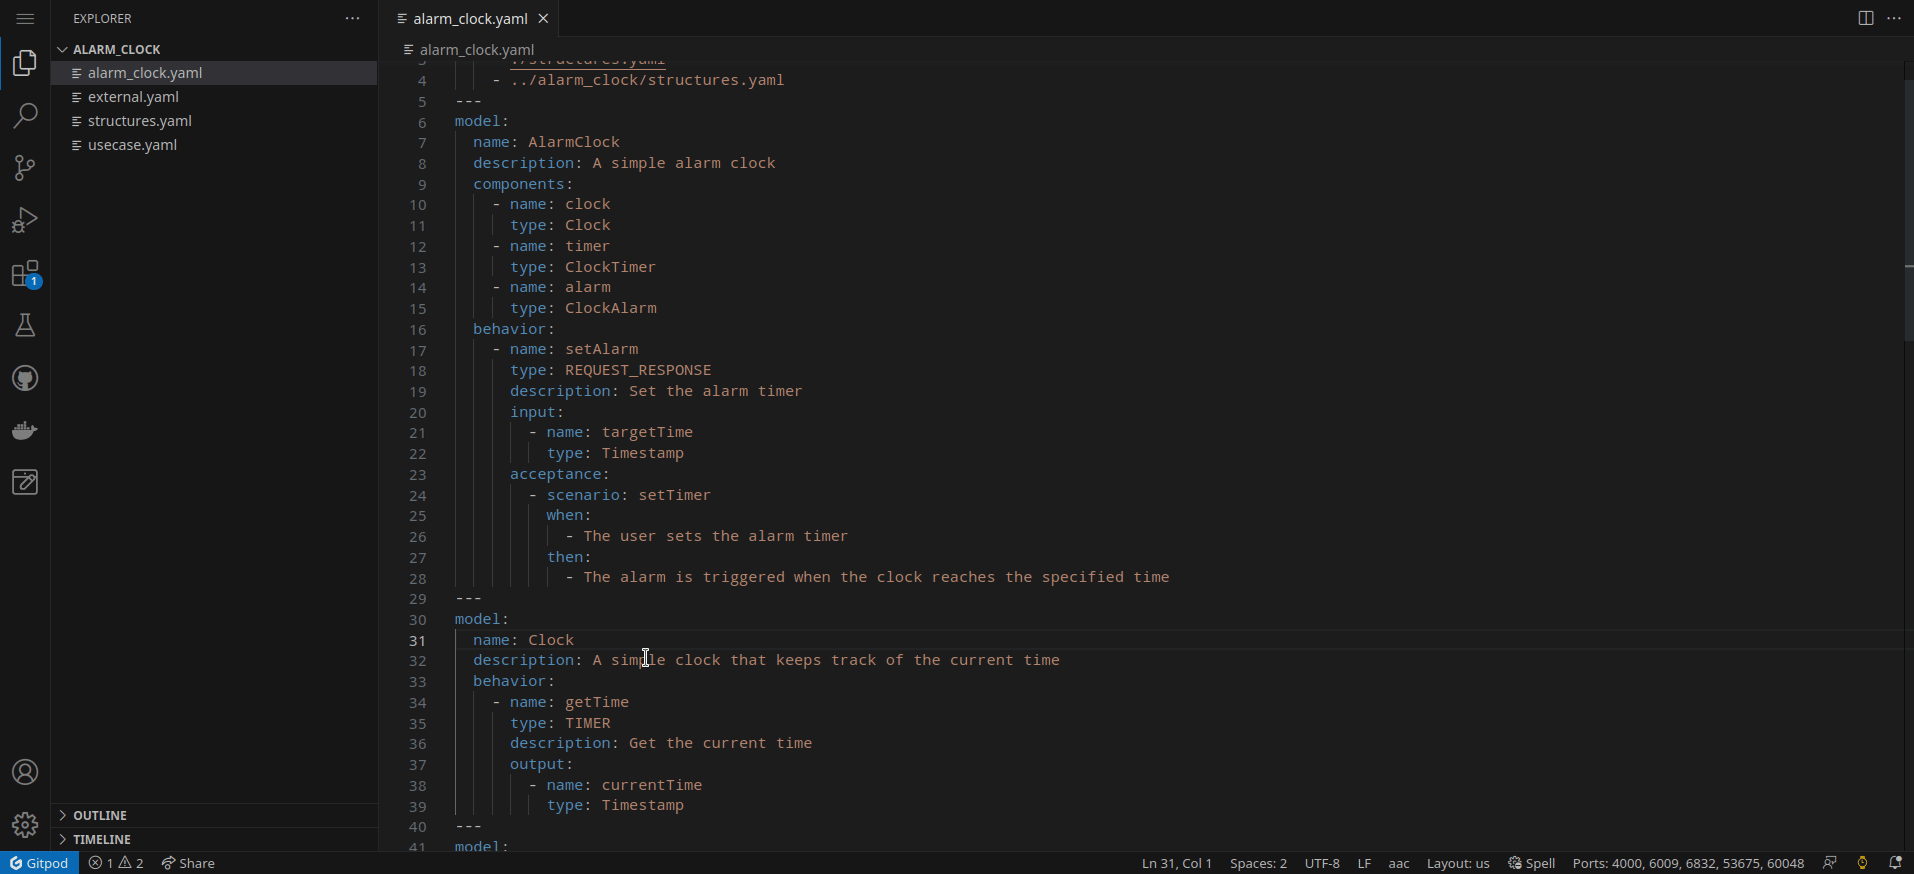 EXPLORER
ALARM_CLOCK
alarm_clock.yaml
external.yaml
structures.yaml
usecase.yaml
OUTLINE
TIMELINE
alarm_clock.yaml
alarm_clock.yaml
3 - ./structures.yaml
4 - ../alarm_clock/structures.yaml
5 ---
6 model:
7 name: AlarmClock
8 description: A simple alarm clock
9 components:
10 - name: clock
11 type: Clock
12 - name: timer
13 type: ClockTimer
14 - name: alarm
15 type: ClockAlarm
16 behavior:
17 - name: setAlarm
18 type: REQUEST_RESPONSE
19 description: Set the alarm timer
20 input:
21 - name: targetTime
22 type: Timestamp
23 acceptance:
24 - scenario: setTimer
25 when:
26 - The user sets the alarm timer
27 then:
28 - The alarm is triggered when the clock reaches the specified time
29 ---
30 model:
31 name: Clock
32 description: A simple clock that keeps track of the current time
33 behavior:
34 - name: getTime
35 type: TIMER
36 description: Get the current time
37 output:
38 - name: currentTime
39 type: Timestamp
40 ---
41 model:
1
Gitpod 1 2 Share Ln 31, Col 1 Spaces: 2 UTF-8 LF aac Layout: us Spell Ports: 4000, 6009, 6832, 53675, 60048